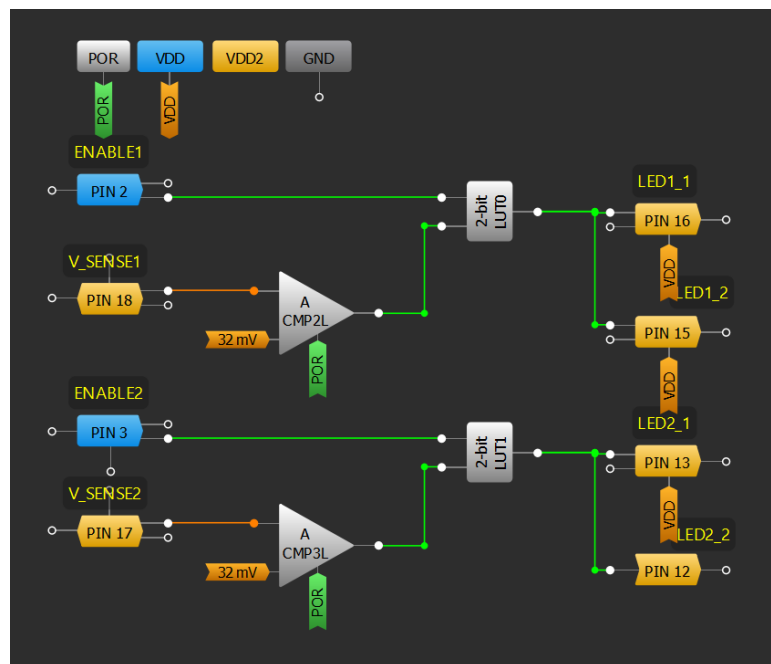 POR VDD VDD2 GND
POR VDD
ENABLE1
PIN 2
2-bit
LUT0
LED1_1
PIN 16
VDD
V_SENSE1
PIN 18
A
CMP2L
32 mV
POR
LED1_2
PIN 15
VDD
ENABLE2
PIN 3
2-bit
LUT1
LED2_1
PIN 13
VDD
V_SENSE2
PIN 17
A
CMP3L
32 mV
POR
LED2_2
PIN 12